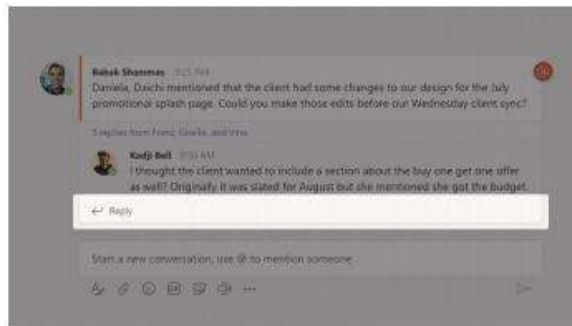 Babak Shammas 9:25 AM
Daniela, Daichi mentioned that the client had some changes to our design for the July
promotional splash page. Could you make those edits before our Wednesday client sync?
5 replies from Franz, Giselle, and
Kadji Bell AM
I thought the client wanted to include a section about the buy one get one offer
as well? Originally it was slated for August but she mentioned she got the budget.
Reply
Start a new conversation, use @ to mention someone